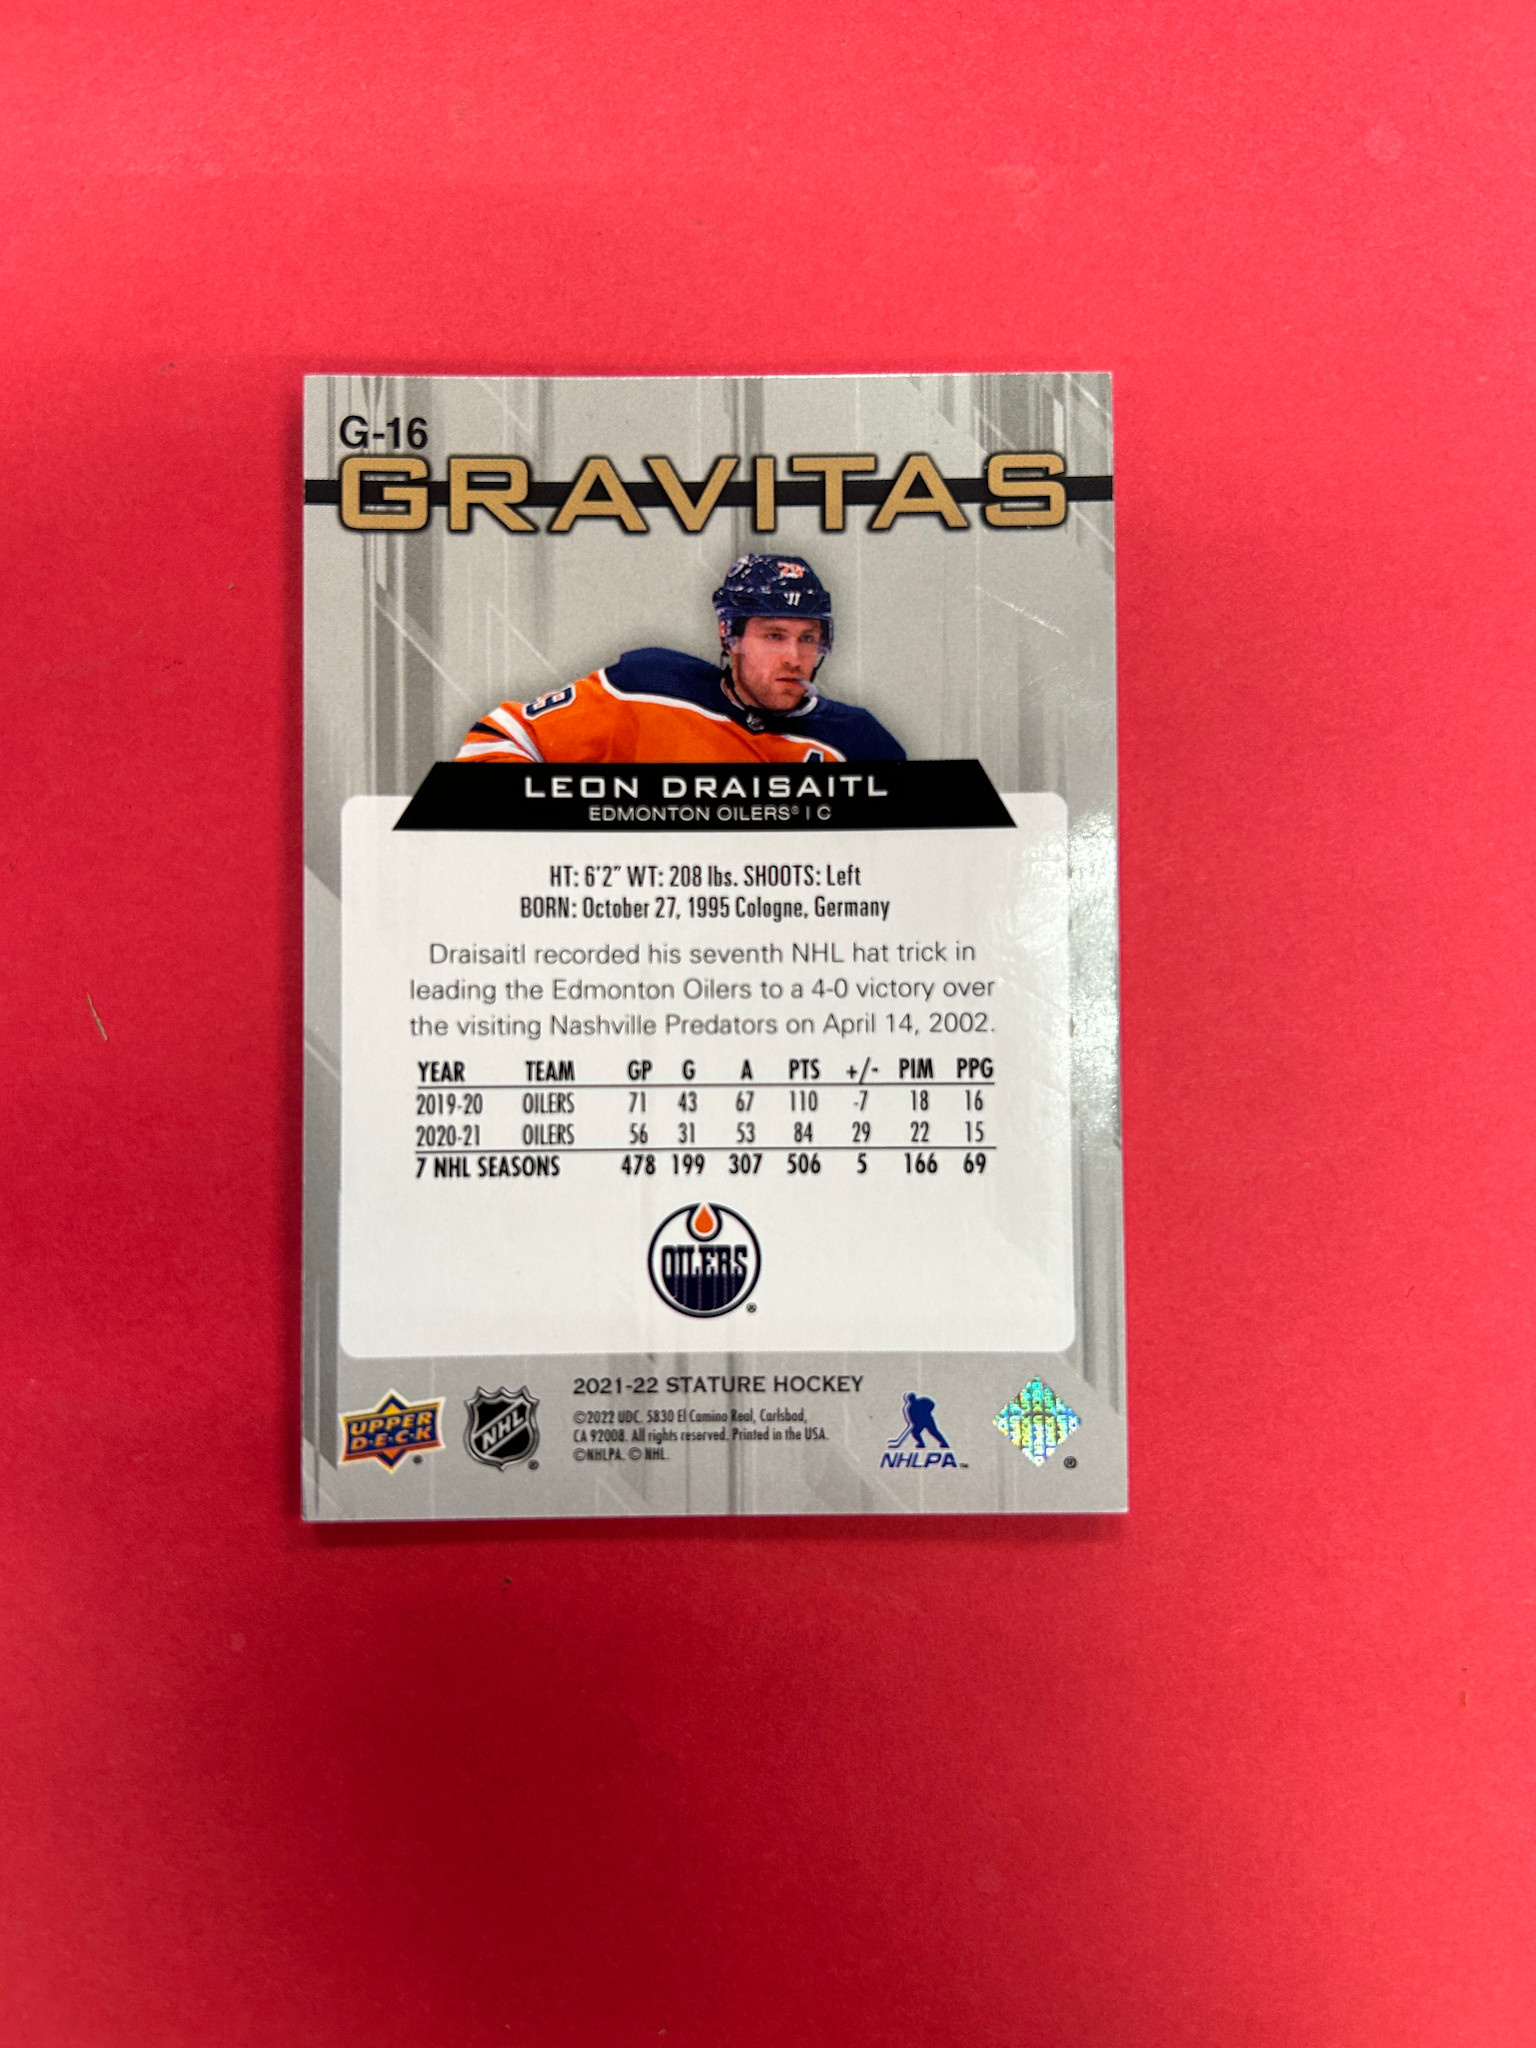 G-16
GRAVITAS
29
A
LEON DRAISAITL
EDMONTON OILERS® | C
HT: 6'2" WT: 208 lbs. SHOOTS: Left
BORN: October 27, 1995 Cologne, Germany
Draisaitl recorded his seventh NHL hat trick in
leading the Edmonton Oilers to a 4-0 victory over
the visiting Nashville Predators on April 14, 2002.
YEAR TEAM GP G A PTS +/- PIM PPG
2019-20 OILERS 71 43 67 110 -7 18 16
2020-21 OILERS 56 31 53 84 29 22 15
7 NHL SEASONS 478 199 307 506 5 166 69
OILERS ®
2021-22 STATURE HOCKEY
©2022 UDC. 5830 El Camino Real, Carlsbad,
CA 92008. All rights reserved. Printed in the USA.
©NHLPA. © NHL.
UPPER
DECK ®
NHL ®
NHLPA™
®